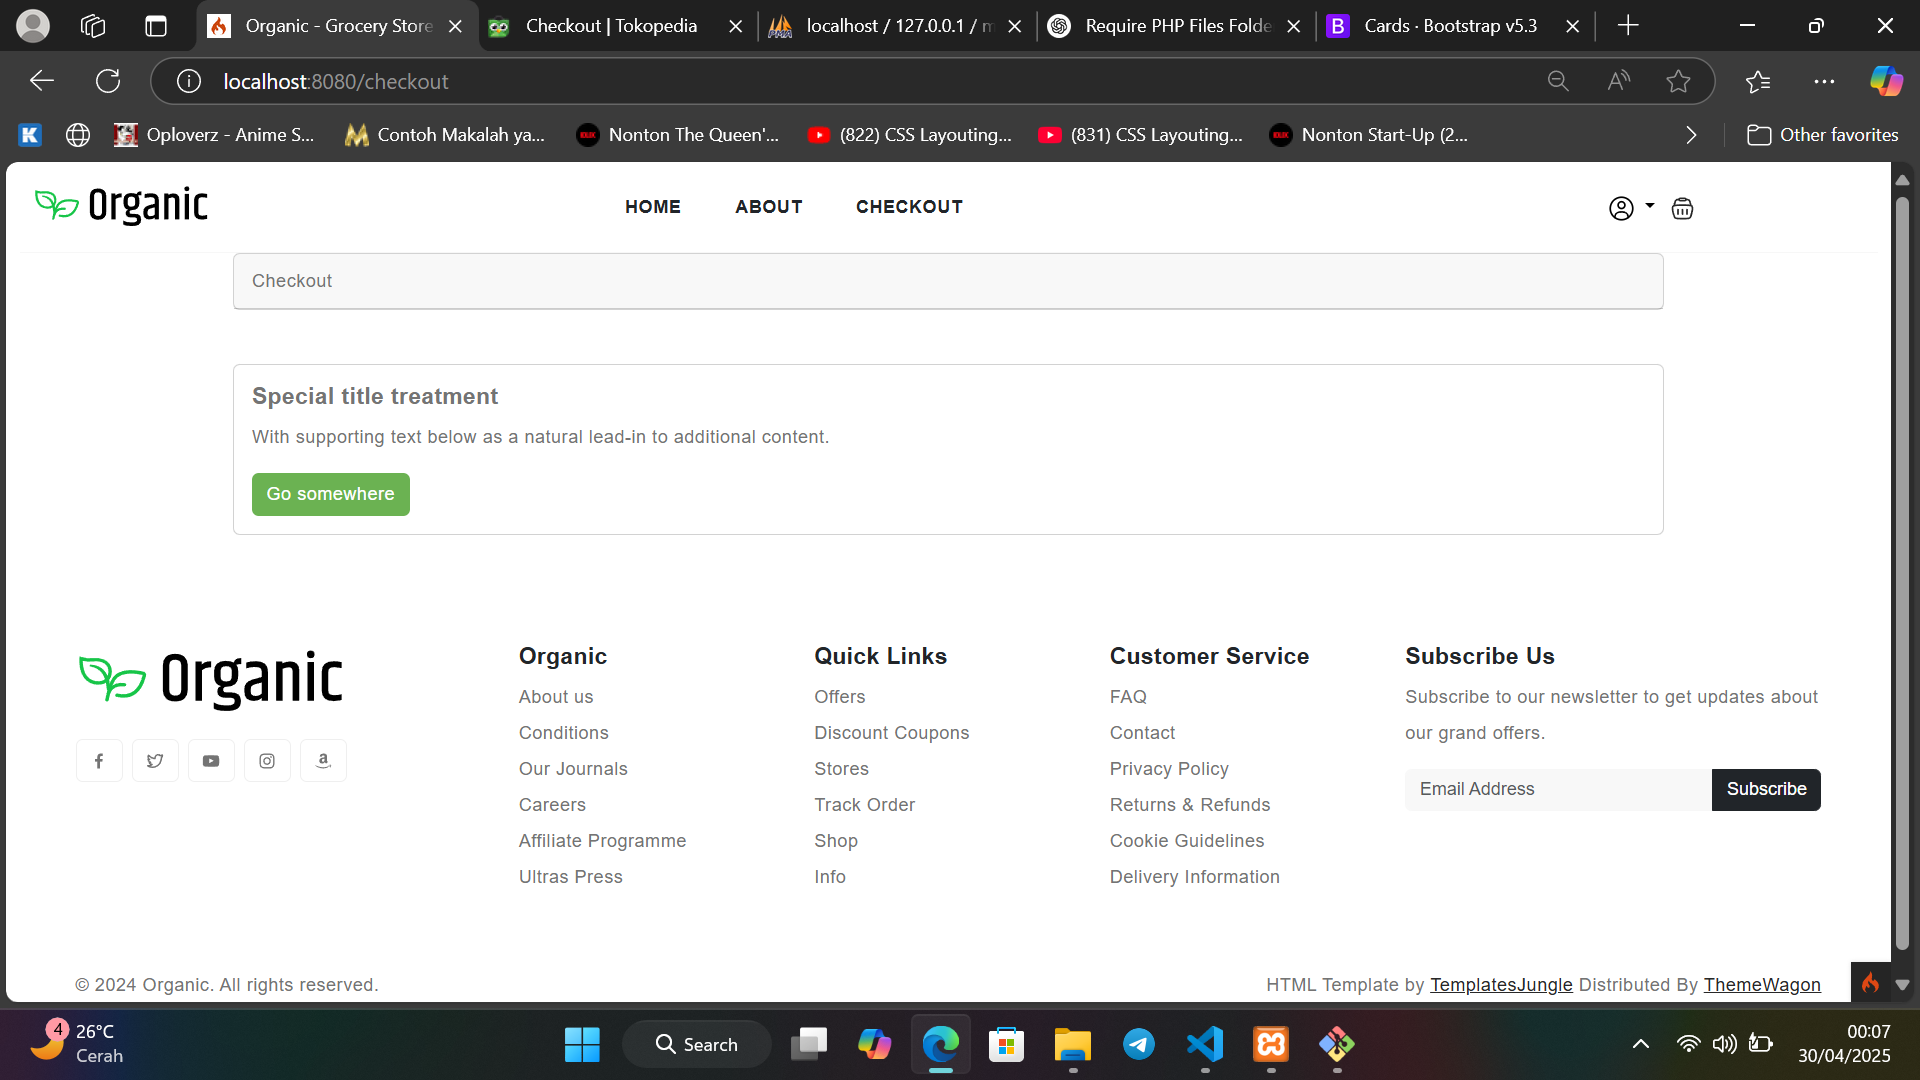 Organic - Grocery Store
Checkout | Tokopedia
localhost / 127.0.0.1 / m
Require PHP Files Folde
B Cards · Bootstrap v5.3
localhost:8080/checkout
K
Oploverz - Anime S...
Contoh Makalah ya...
Nonton The Queen'...
(822) CSS Layouting...
(831) CSS Layouting...
Nonton Start-Up (2...
Other favorites
Organic
HOME
ABOUT
CHECKOUT
Checkout
Special title treatment
With supporting text below as a natural lead-in to additional content.
Go somewhere
Organic
Organic
About us
Conditions
Our Journals
Careers
Affiliate Programme
Ultras Press
Quick Links
Offers
Discount Coupons
Stores
Track Order
Shop
Info
Customer Service
FAQ
Contact
Privacy Policy
Returns & Refunds
Cookie Guidelines
Delivery Information
Subscribe Us
Subscribe to our newsletter to get updates about
our grand offers.
Email Address
Subscribe
© 2024 Organic. All rights reserved.
HTML Template by TemplatesJungle Distributed By ThemeWagon
4
26°C
Cerah
Search
00:07
30/04/2025